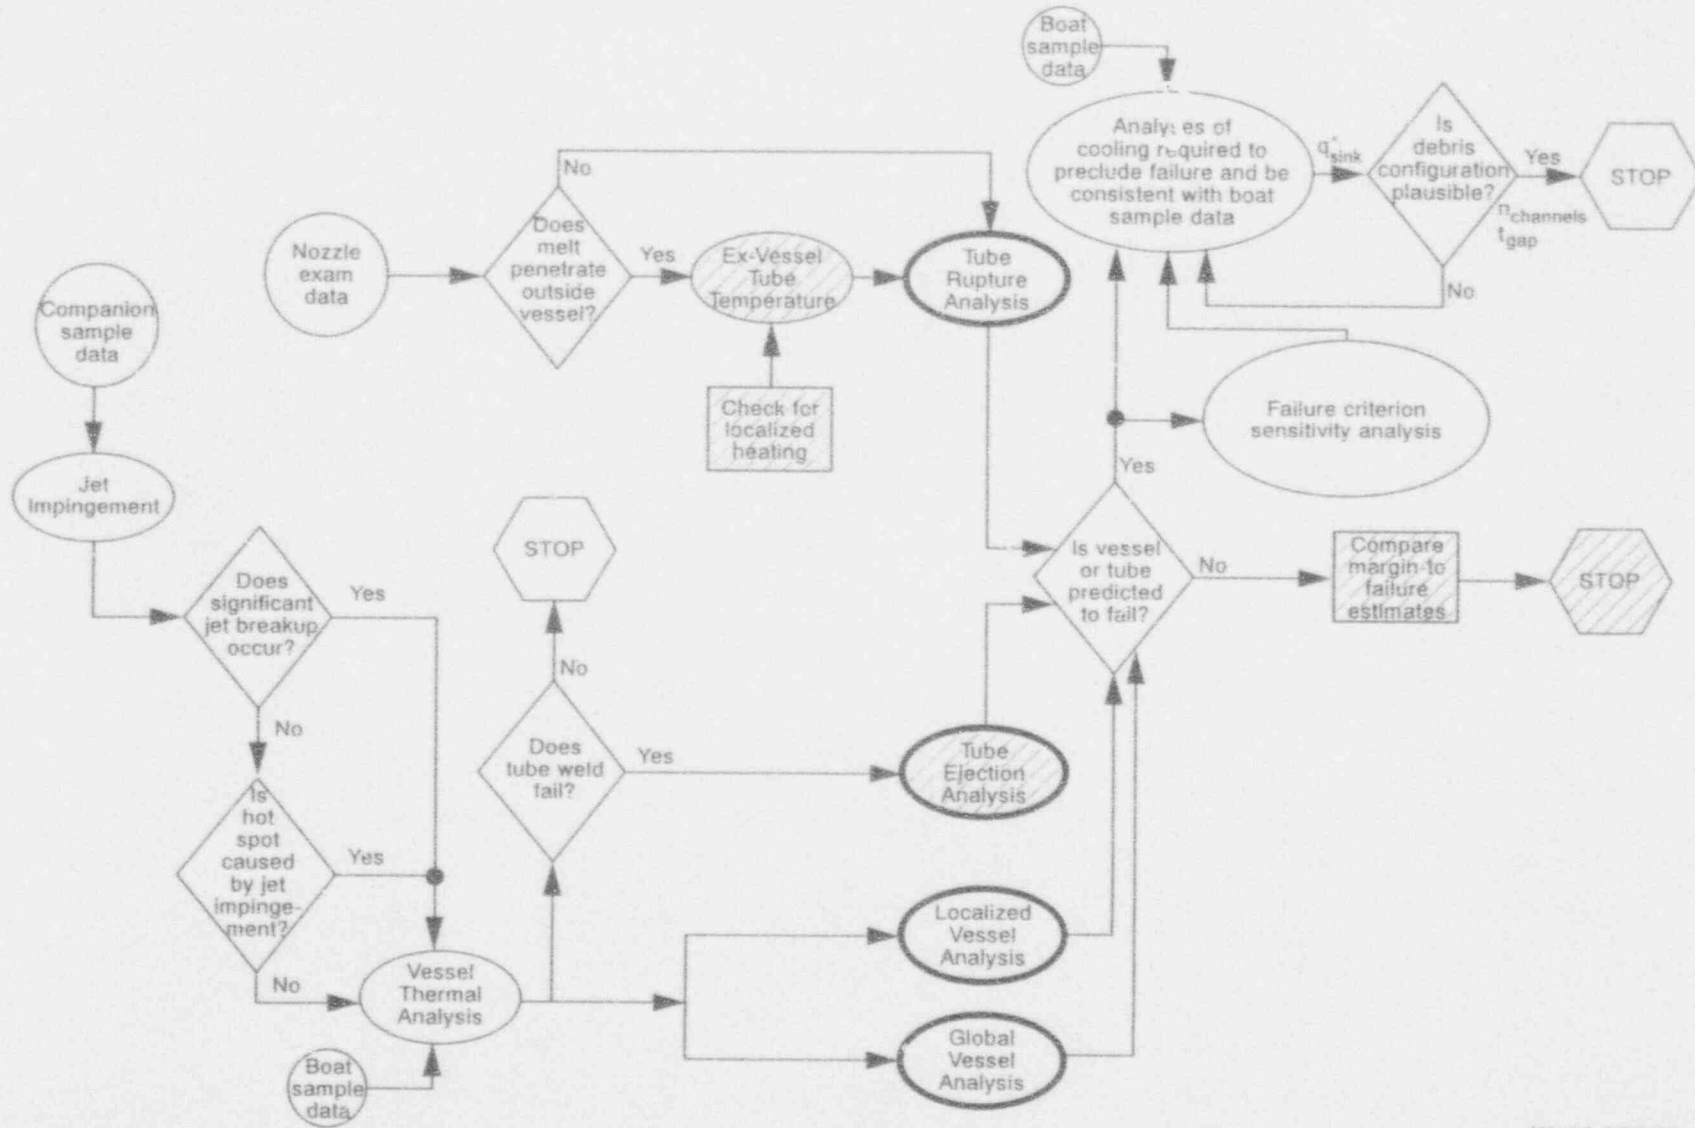 Boat
sample
data
Analyses of
cooling required to
preclude failure and be
consistent with boat
sample data
q"sink
Is
debris
configuration
plausible?
Yes
STOP
n channels
t gap
No
No
Nozzle
exam
data
Does
melt
penetrate
outside
vessel?
Yes
Ex-Vessel
Tube
Temperature
Tube
Rupture
Analysis
Check for
localized
heating
Failure criterion
sensitivity analysis
Companion
sample
data
Jet
Impingement
Does
significant
jet breakup
occur?
Yes
No
Is
hot
spot
caused
by jet
impinge-
ment?
Yes
No
Vessel
Thermal
Analysis
Boat
sample
data
STOP
No
Does
tube weld
fail?
Yes
Tube
Ejection
Analysis
Localized
Vessel
Analysis
Global
Vessel
Analysis
Yes
Is vessel
or tube
predicted
to fail?
No
Compare
margin-to
failure
estimates
STOP